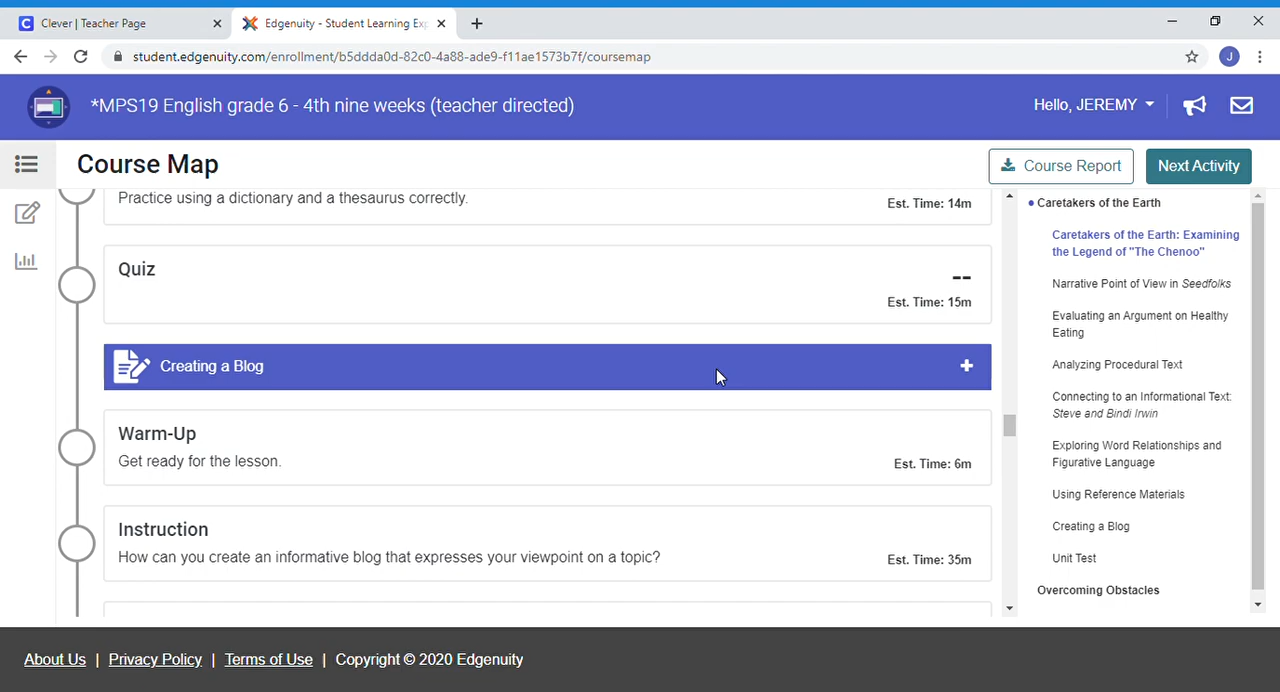 Clever | Teacher Page
Edgenuity - Student Learning Exp
student.edgenuity.com/enrollment/b5ddda0d-82c0-4a88-ade9-f11ae1573b7f/coursemap
J
*MPS19 English grade 6 - 4th nine weeks (teacher directed)
Hello, JEREMY
Course Map
Course Report
Next Activity
Practice using a dictionary and a thesaurus correctly.
Est. Time: 14m
Quiz
--
Est. Time: 15m
Creating a Blog
Warm-Up
Get ready for the lesson.
Est. Time: 6m
Instruction
How can you create an informative blog that expresses your viewpoint on a topic?
Est. Time: 35m
Caretakers of the Earth
Caretakers of the Earth: Examining
the Legend of "The Chenoo"
Narrative Point of View in Seedfolks
Evaluating an Argument on Healthy
Eating
Analyzing Procedural Text
Connecting to an Informational Text:
Steve and Bindi Irwin
Exploring Word Relationships and
Figurative Language
Using Reference Materials
Creating a Blog
Unit Test
Overcoming Obstacles
About Us | Privacy Policy | Terms of Use | Copyright © 2020 Edgenuity